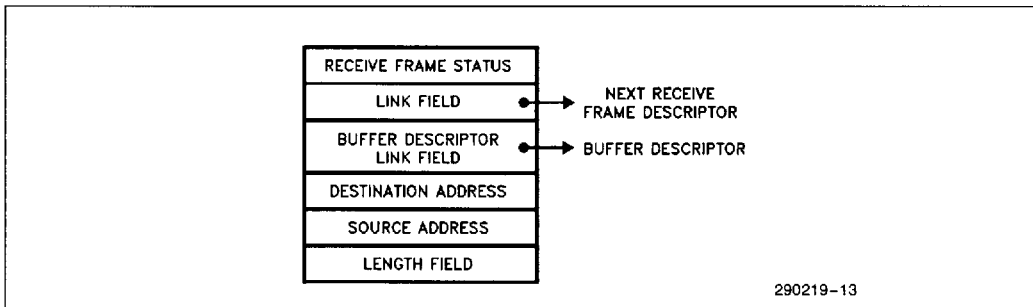 RECEIVE FRAME STATUS
LINK FIELD
NEXT RECEIVE
FRAME DESCRIPTOR
BUFFER DESCRIPTOR
LINK FIELD
BUFFER DESCRIPTOR
DESTINATION ADDRESS
SOURCE ADDRESS
LENGTH FIELD
290219-13